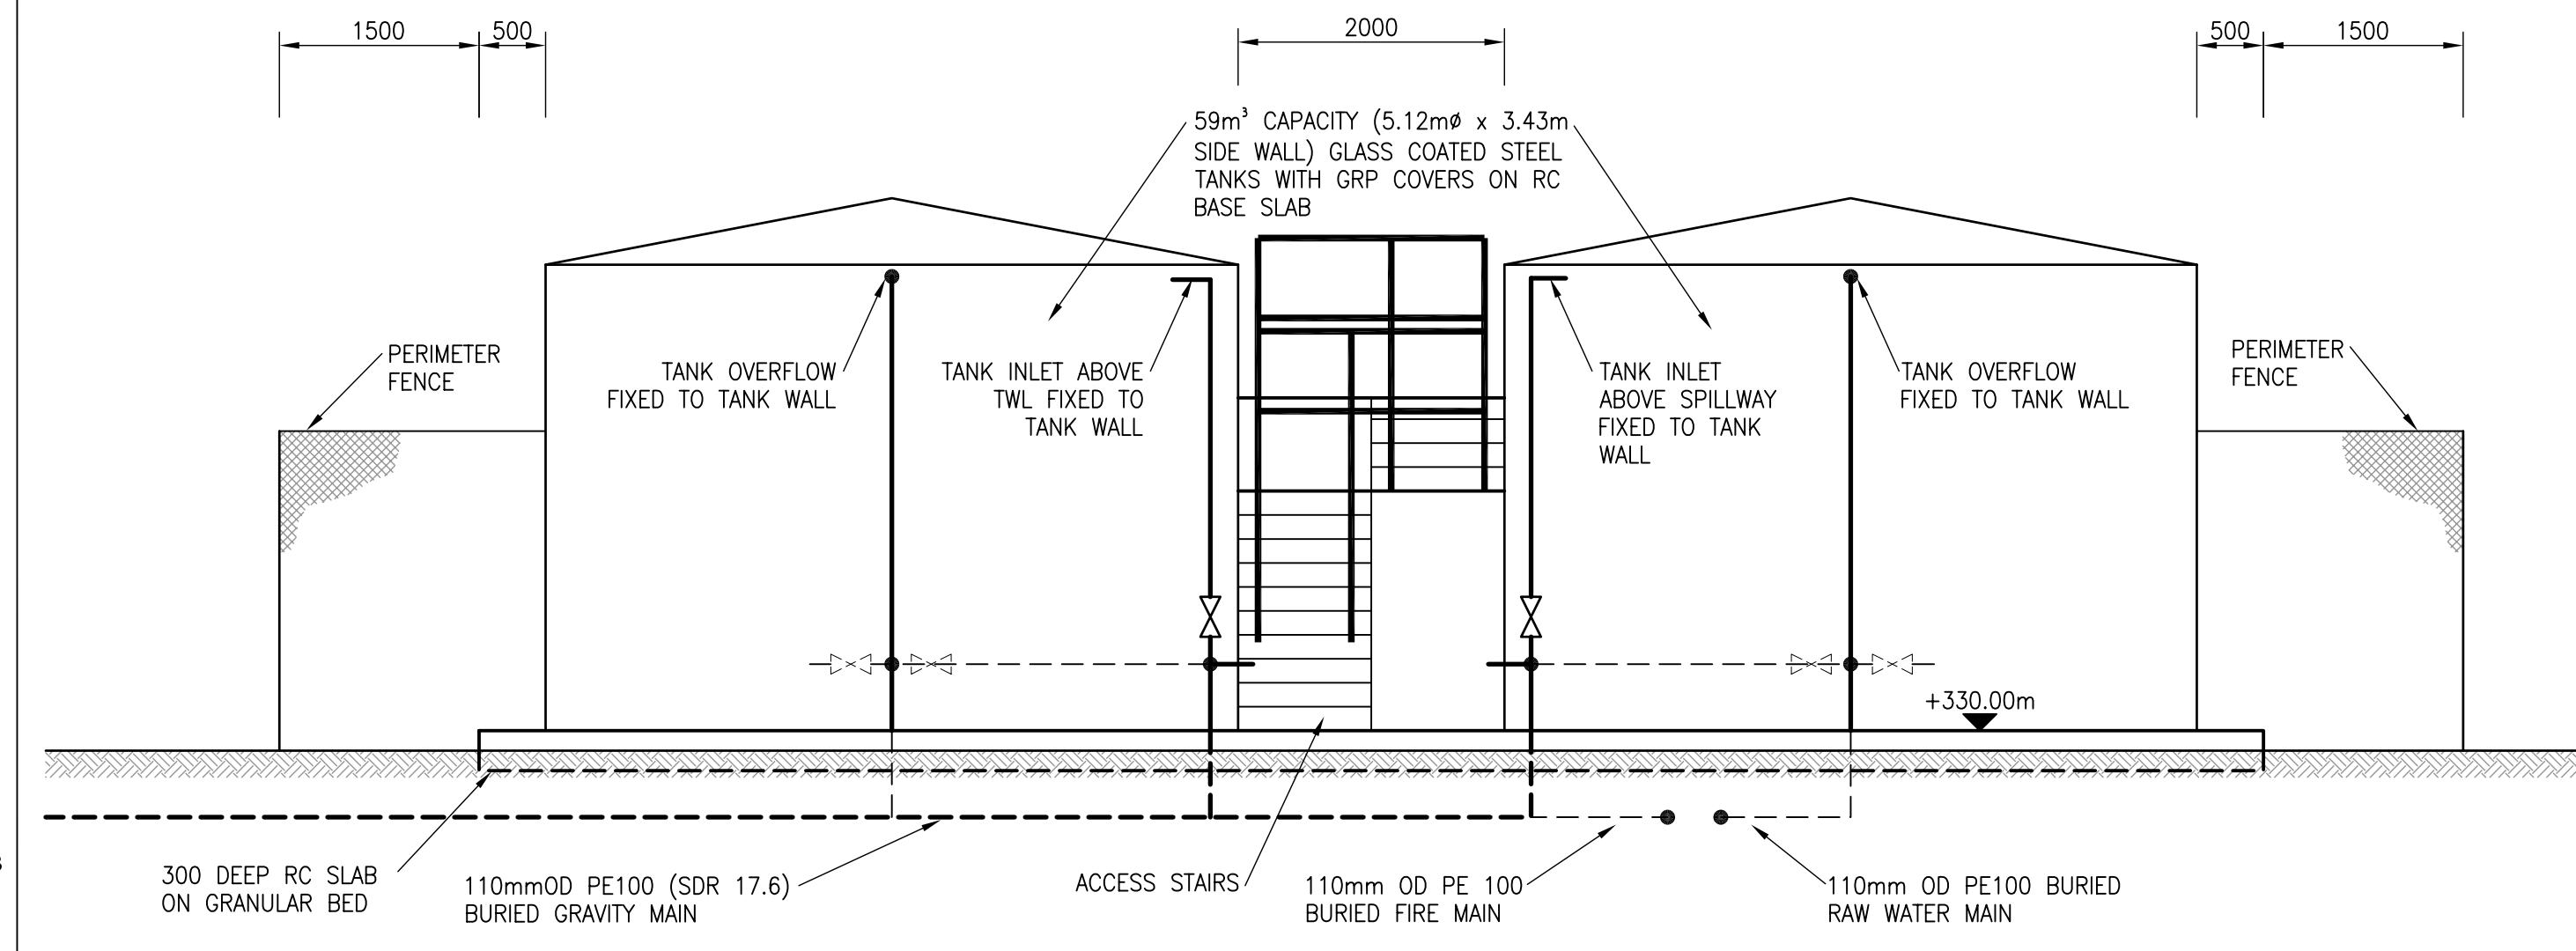 1500
500
2000
500
1500
59m³ CAPACITY (5.12mø x 3.43m
SIDE WALL) GLASS COATED STEEL
TANKS WITH GRP COVERS ON RC
BASE SLAB
PERIMETER
FENCE
TANK OVERFLOW
FIXED TO TANK WALL
TANK INLET ABOVE
TWL FIXED TO
TANK WALL
TANK INLET
ABOVE SPILLWAY
FIXED TO TANK
WALL
TANK OVERFLOW
FIXED TO TANK WALL
PERIMETER
FENCE
+330.00m
300 DEEP RC SLAB
ON GRANULAR BED
110mmOD PE100 (SDR 17.6)
BURIED GRAVITY MAIN
ACCESS STAIRS
110mm OD PE 100
BURIED FIRE MAIN
110mm OD PE100 BURIED
RAW WATER MAIN